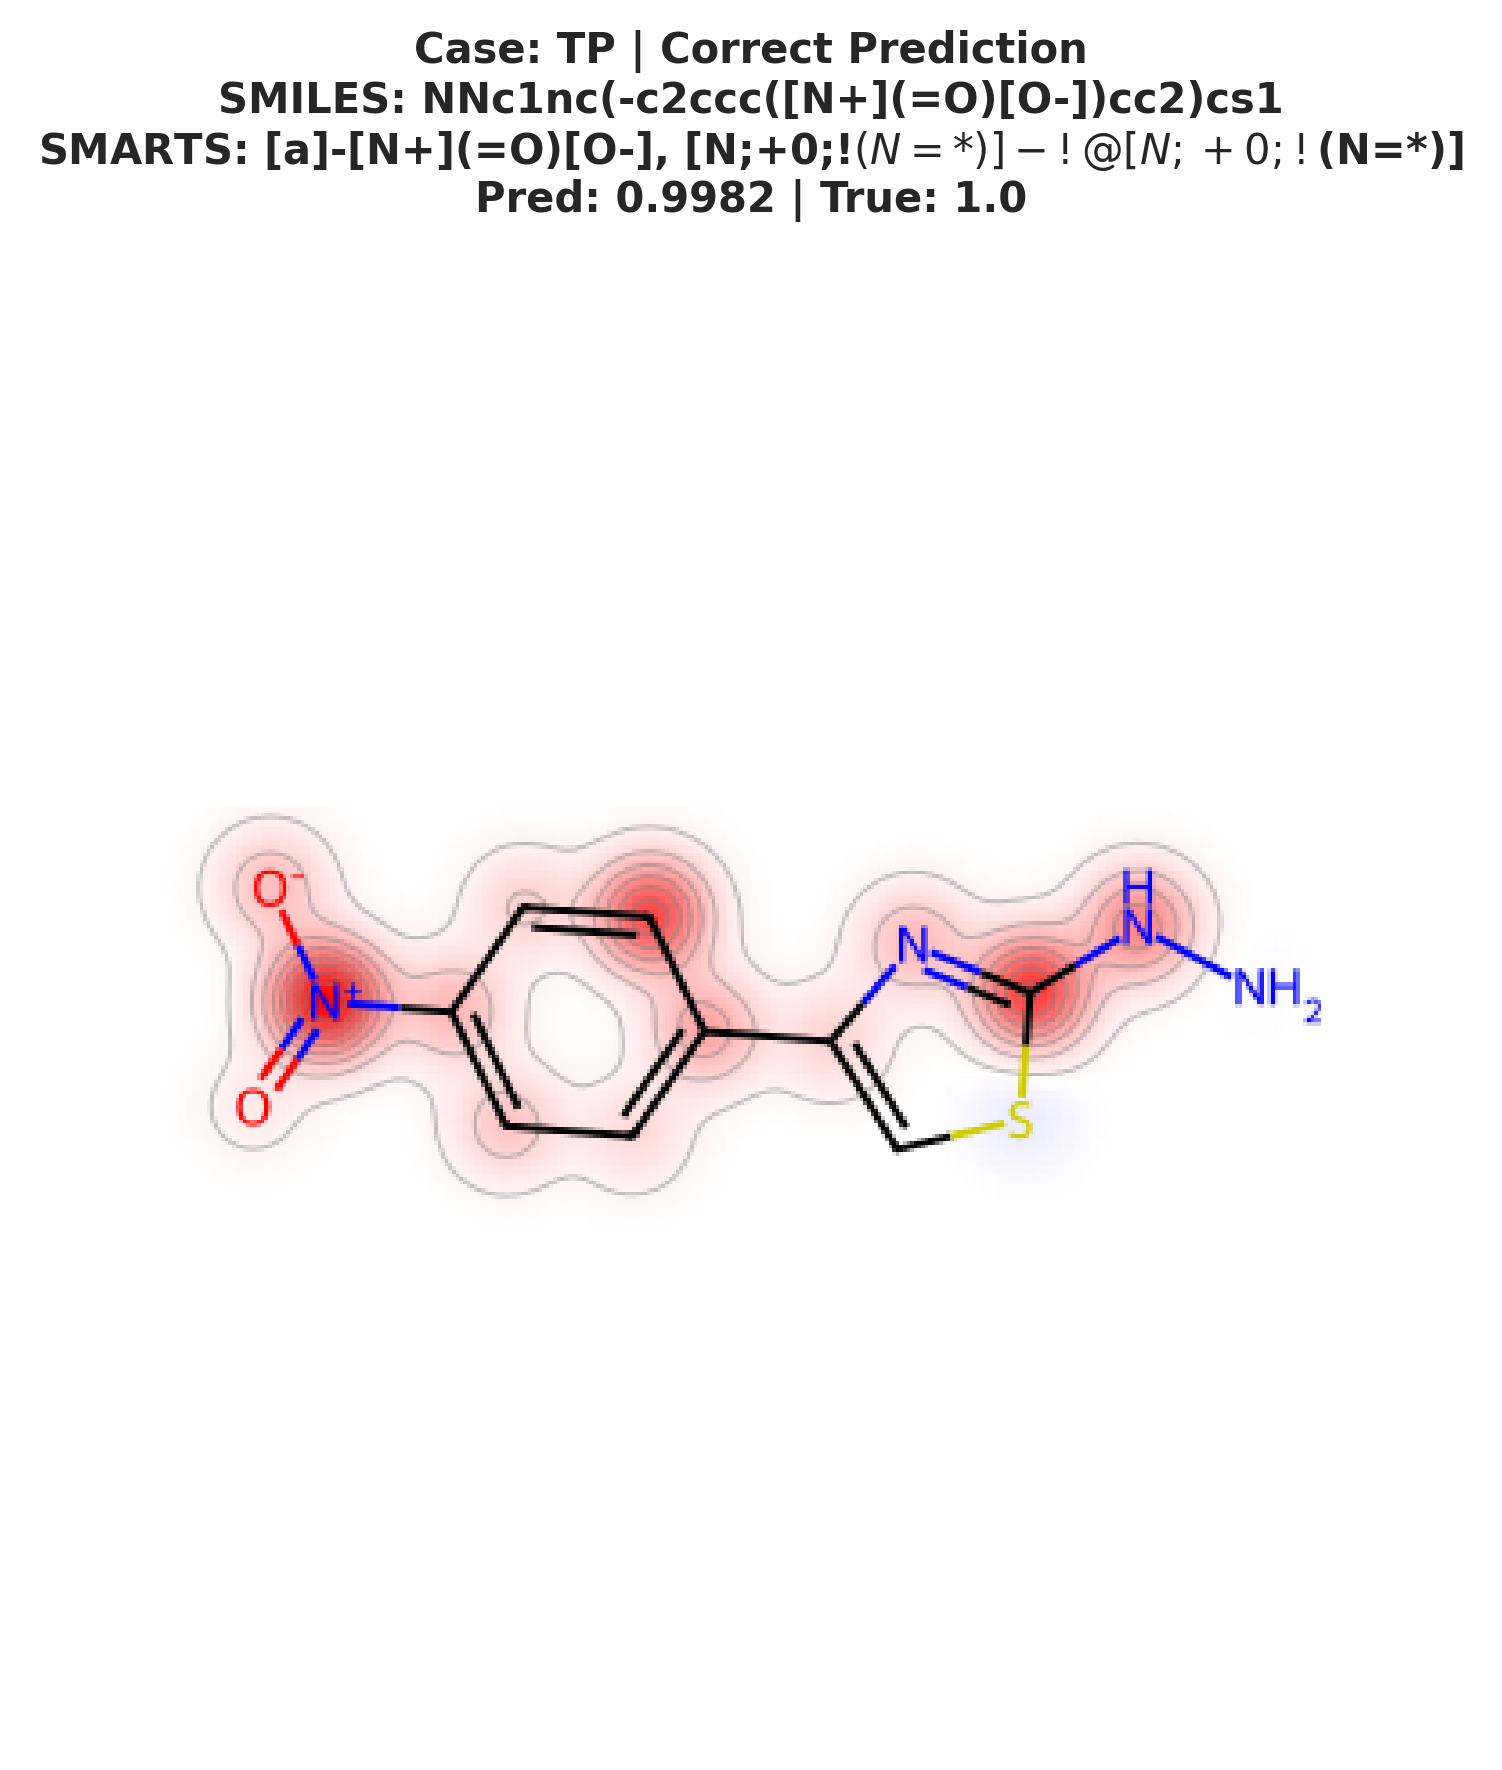 Case: TP | Correct Prediction
SMILES: NNc1nc(-c2ccc([N+](=O)[O-])cc2)cs1
SMARTS: [a]-[N+](=O)[O-], [N;+0;!(N = *)] − ! @[N; + 0; ! (N=*)]
Pred: 0.9982 | True: 1.0
O⁻
H
N
N
N⁺
NH₂
O
S